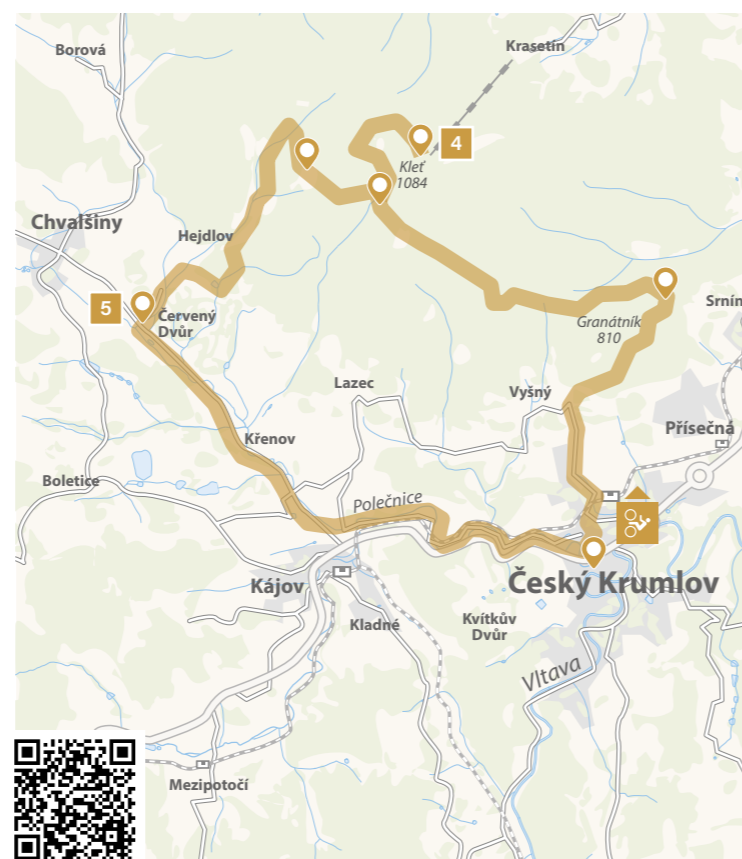 Borová
Krasetín
4
Kleť
1084
Chvalšiny
Hejdlov
5
Červený
Dvůr
Srnín
Granátník
810
Lazec
Vyšný
Přísečná
Křenov
Boletice
Polečnice
Český Krumlov
Kájov
Kladné
Kvítkův
Dvůr
Vltava
Mezipotočí